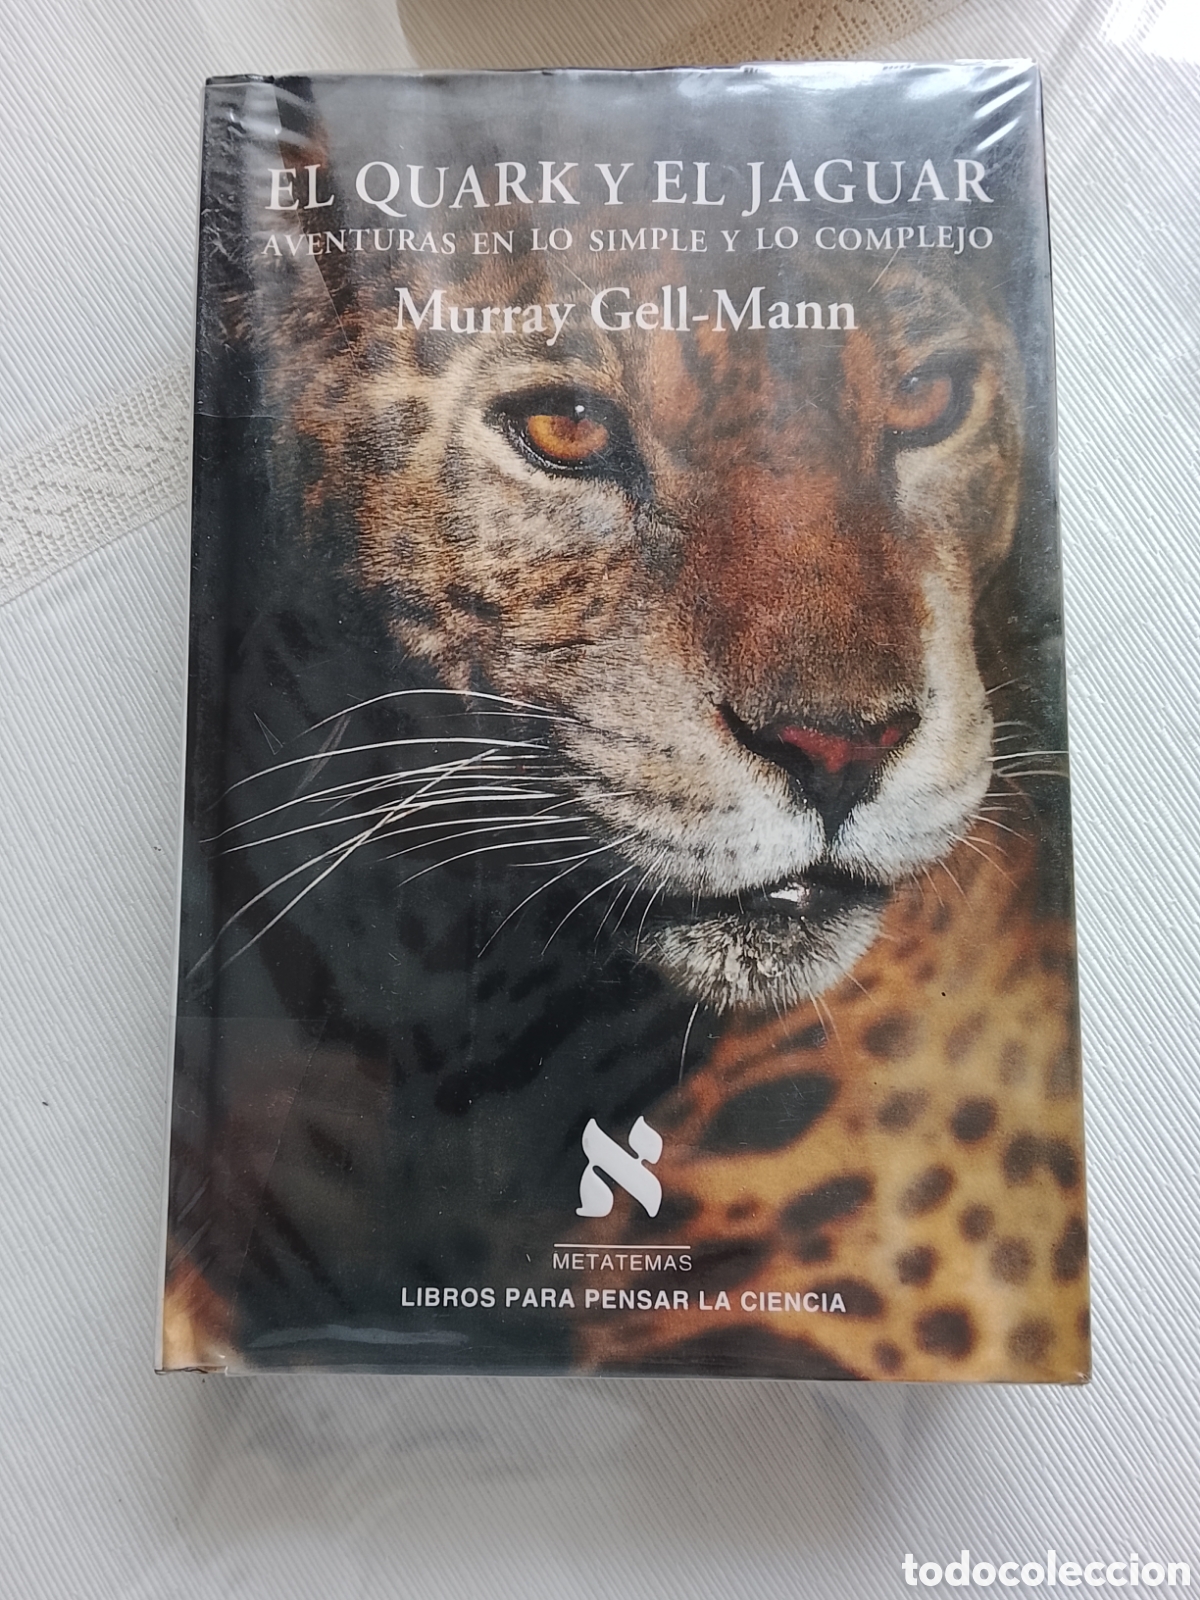 EL QUARK Y EL JAGUAR
AVENTURAS EN LO SIMPLE Y LO COMPLEJO
Murray Gell-Mann
א
METATEMAS
LIBROS PARA PENSAR LA CIENCIA
todocoleccion